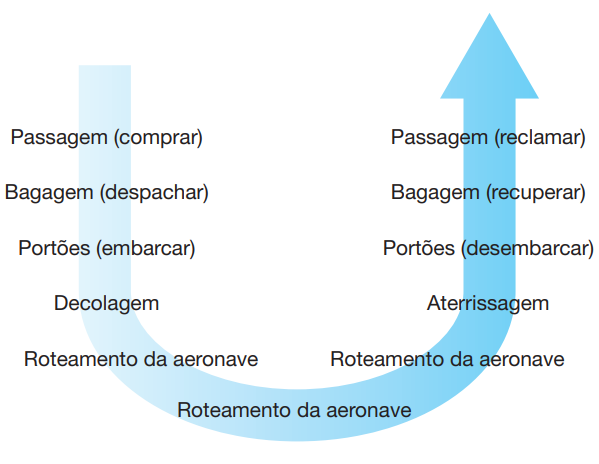 Passagem (comprar)
Bagagem (despachar)
Portões (embarcar)
Decolagem
Roteamento da aeronave
Roteamento da aeronave
Roteamento da aeronave
Aterrissagem
Portões (desembarcar)
Bagagem (recuperar)
Passagem (reclamar)